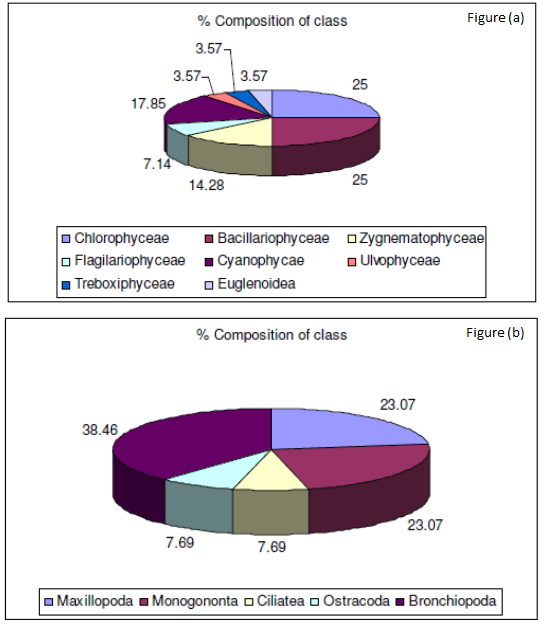 % Composition of class
Figure (a)
3.57
3.57
3.57
25
17.85
7.14
14.28
25
Chlorophyceae Bacillariophyceae Zygnematophyceae
Flagilariophyceae Cyanophycae Ulvophyceae
Treboxiphyceae Euglenoidea
% Composition of class
Figure (b)
23.07
38.46
23.07
7.69
7.69
Maxillopoda Monogononta Ciliatea Ostracoda Bronchiopoda